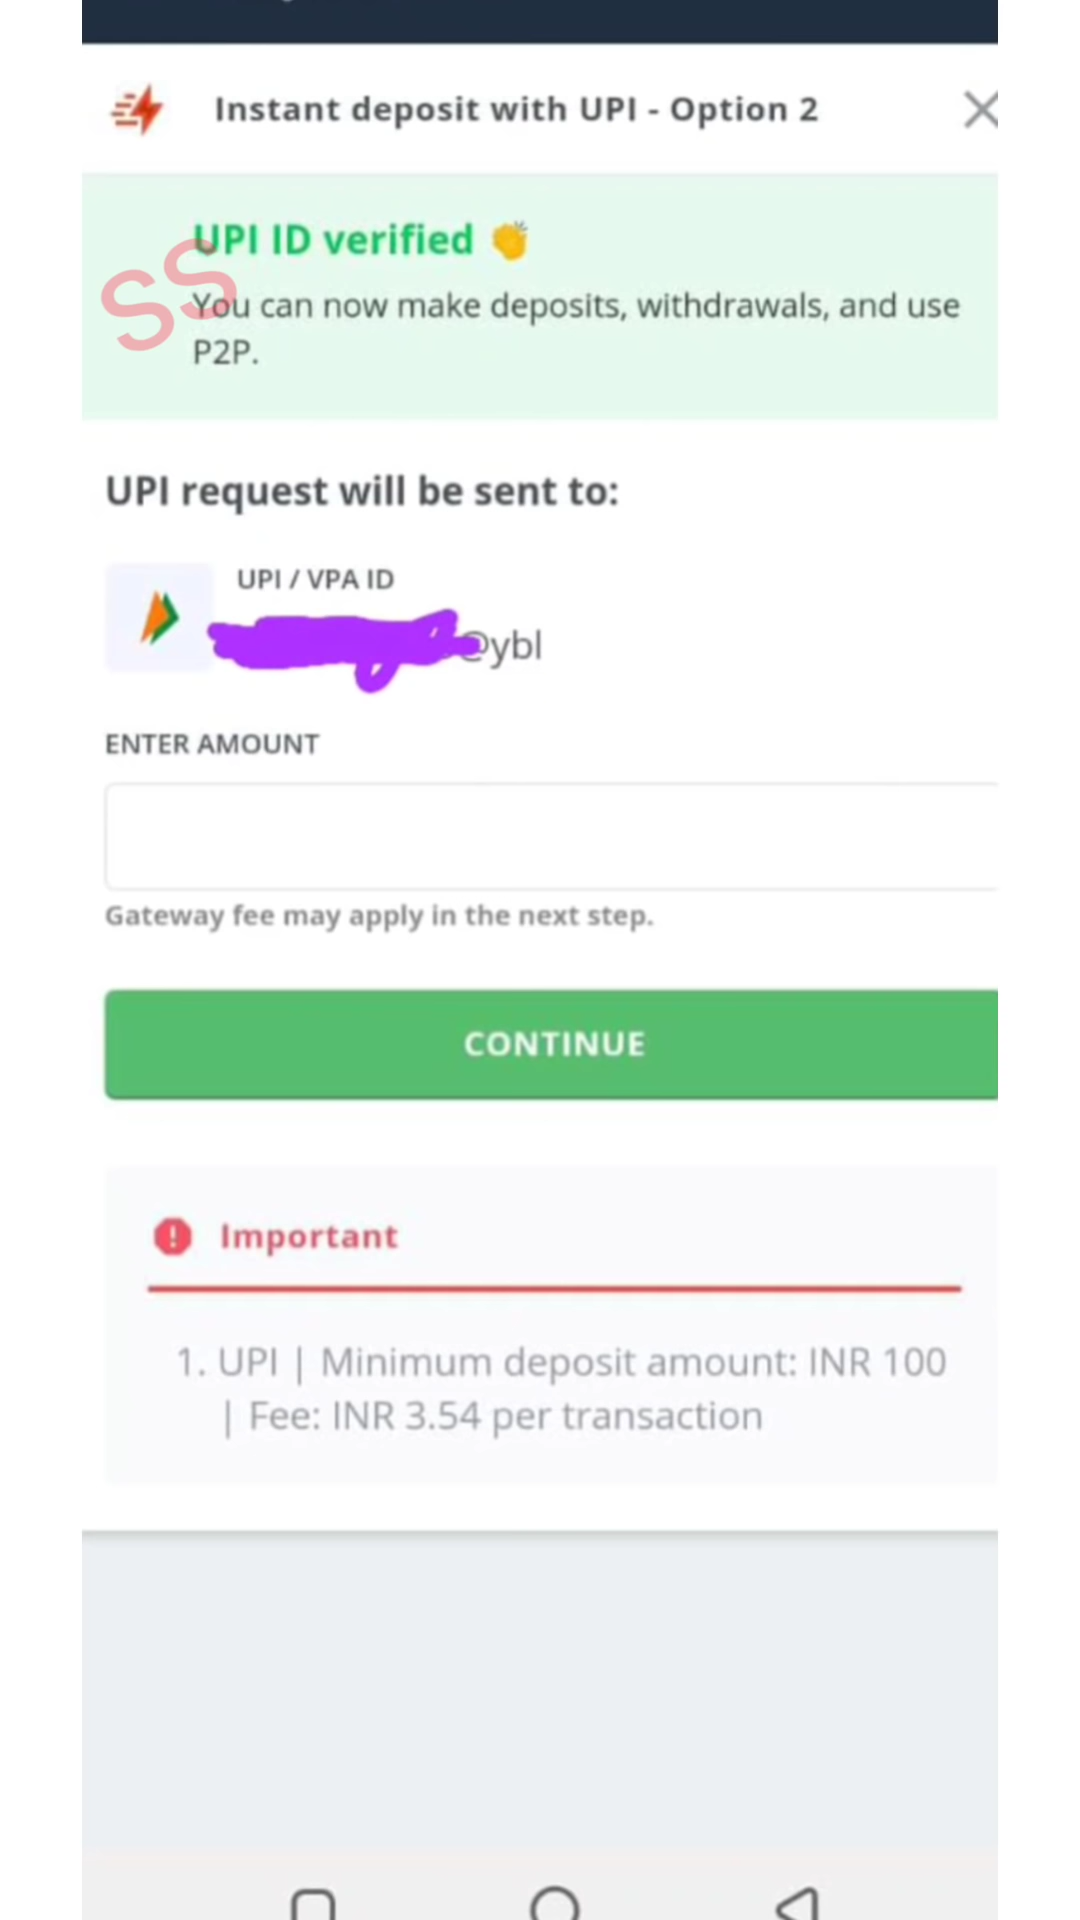 Instant deposit with UPI - Option 2
UPI ID verified 👏
SS
You can now make deposits, withdrawals, and use
P2P.
UPI request will be sent to:
UPI / VPA ID
@ybl
ENTER AMOUNT
Gateway fee may apply in the next step.
CONTINUE
Important
1. UPI | Minimum deposit amount: INR 100
| Fee: INR 3.54 per transaction